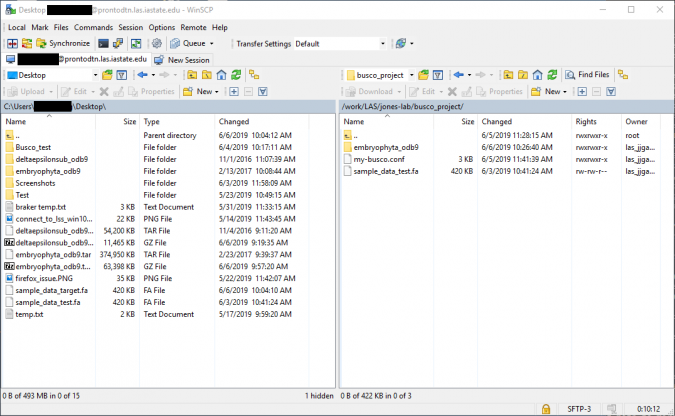 Desktop @prontodtn.las.iastate.edu - WinSCP
Local Mark Files Commands Session Options Remote Help
Synchronize Queue Transfer Settings Default
@prontodtn.las.iastate.edu New Session
Desktop busco_project Find Files
Upload Edit Properties New Download Edit Properties New
C:\Users\ \Desktop\ /work/LAS/jones-lab/busco_project/
Name Size Type Changed Name Size Changed Rights Owner
.. Parent directory 6/6/2019 10:04:12 AM .. 6/5/2019 11:28:15 AM rwxrwxr-x root
Busco_test File folder 6/4/2019 10:17:11 AM embryophyta_odb9 6/6/2019 10:26:40 AM rwxrwxr-x las_jjga...
deltaepsilonsub_odb9 File folder 11/1/2016 11:07:39 AM my-busco.conf 3 KB 6/5/2019 11:41:39 AM rwxrwxr-x las_jjga...
embryophyta_odb9 File folder 2/13/2017 10:08:44 AM sample_data_test.fa 420 KB 6/3/2019 10:41:24 AM rw-rw-r-- las_jjga...
Screenshots File folder 6/3/2019 11:58:09 AM
Test File folder 5/23/2019 10:49:15 AM
braker temp.txt 3 KB Text Document 5/31/2019 11:33:15 AM
connect_to_lss_win10... 22 KB PNG File 5/14/2019 11:43:45 AM
deltaepsilonsub_odb9... 54,200 KB TAR File 11/4/2016 9:11:20 AM
deltaepsilonsub_odb9... 11,465 KB GZ File 6/6/2019 9:19:35 AM
embryophyta_odb9.tar 374,950 KB TAR File 2/23/2017 9:39:37 AM
embryophyta_odb9.ta... 63,398 KB GZ File 6/6/2019 9:57:20 AM
firefox_issue.PNG 35 KB PNG File 5/22/2019 11:42:07 AM
sample_data_target.fa 420 KB FA File 6/6/2019 10:04:10 AM
sample_data_test.fa 420 KB FA File 6/3/2019 10:41:24 AM
temp.txt 2 KB Text Document 5/17/2019 9:59:20 AM
0 B of 493 MB in 0 of 15 1 hidden 0 B of 422 KB in 0 of 3
SFTP-3 0:10:12